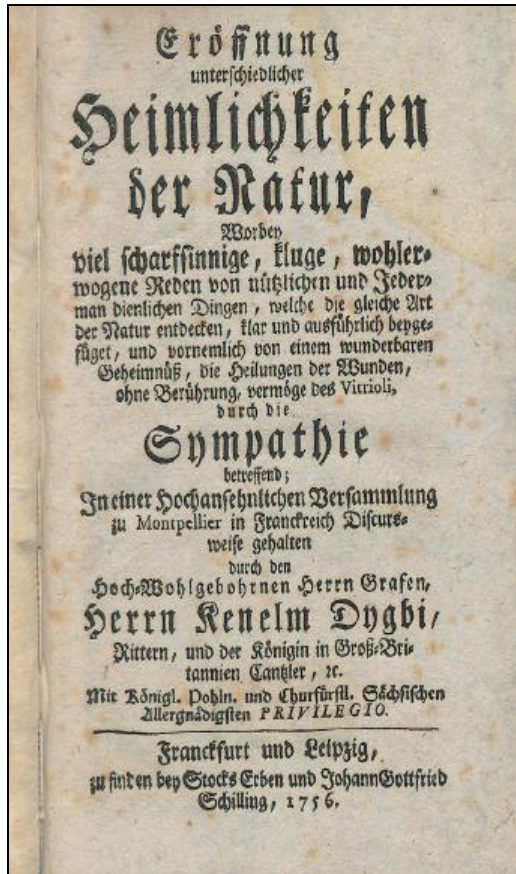 Eröffnung
unterschiedlicher
Heimlichkeiten
der Natur,
Worbey
viel scharfsinnige, kluge, wohler-
wogene Reden von nützlichen und Jeder-
man dienlichen Dingen, welche die gleiche Art
der Natur entdecken, klar und ausführlich beyge-
füget, und vornemlich von einem wunderbaren
Geheimnüß, die Heilungen der Wunden,
ohne Berührung, vermöge des Vitrioli,
durch die
Sympathie
betreffend;
In einer Hochansehnlichen Versammlung
zu Montpellier in Franckreich Discurs-
weise gehalten
durch den
Hoch-Wohlgebohrnen Herrn Grafen,
Herrn Kenelm Dygbi,
Rittern, und der Königin in Groß-Bri-
tannien Cantzler, ꝛc.
Mit Königl. Pohln. und Churfürstl. Sächsischen
Allergnädigsten PRIVILEGIO.
Franckfurt und Leipzig,
zu finden bey Stocks Erben und Johann Gottfried
Schilling, 1756.